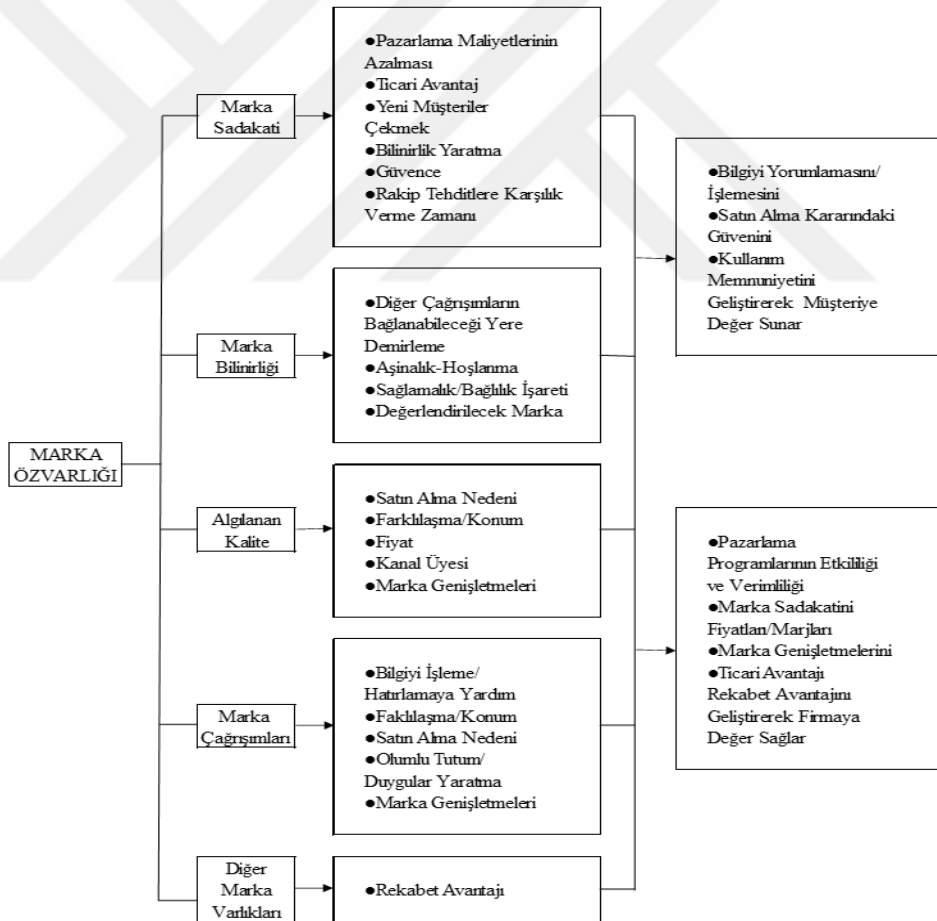 MARKA
ÖZVARLIĞI
Marka
Sadakati
●Pazarlama Maliyetlerinin
Azalması
●Ticari Avantaj
●Yeni Müşteriler
Çekmek
●Bilinirlik Yaratma
●Güvence
●Rakip Tehditlere Karşılık
Verme Zamanı
Marka
Bilinirliği
●Diğer Çağrışımların
Bağlanabileceği Yere
Demirleme
●Aşinalık-Hoşlanma
●Sağlamalık/Bağlılık İşareti
●Değerlendirilecek Marka
Algılanan
Kalite
●Satın Alma Nedeni
●Farklılaşma/Konum
●Fiyat
●Kanal Üyesi
●Marka Genişletmeleri
Marka
Çağrışımları
●Bilgiyi İşleme/
Hatırlamaya Yardım
●Faklılaşma/Konum
●Satın Alma Nedeni
●Olumlu Tutum/
Duygular Yaratma
●Marka Genişletmeleri
Diğer
Marka
Varlıkları
●Rekabet Avantajı
●Bilgiyi Yorumlamasını/
İşlemesini
●Satın Alma Kararındaki
Güvenini
●Kullanım
Memnuniyetini
Geliştirerek Müşteriye
Değer Sunar
●Pazarlama
Programlarının Etkililiği
ve Verimliliği
●Marka Sadakatini
Fiyatları/Marjları
●Marka Genişletmelerini
●Ticari Avantajı
Rekabet Avantajını
Geliştirerek Firmaya
Değer Sağlar